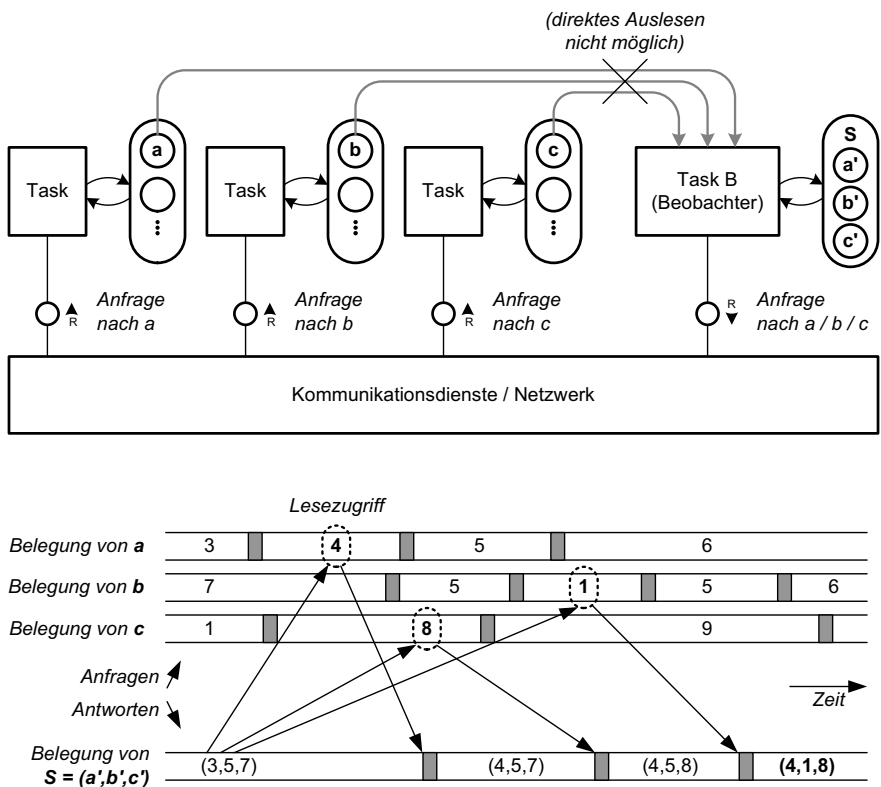 (direktes Auslesen
nicht möglich)
a
b
c
S
a'
b'
c'
Task
Task
Task
Task B
(Beobachter)
R
Anfrage
nach a
R
Anfrage
nach b
R
Anfrage
nach c
R
Anfrage
nach a / b / c
Kommunikationsdienste / Netzwerk
Lesezugriff
Belegung von a 3 4 5 6
Belegung von b 7 5 1 5 6
Belegung von c 1 8 9
Anfragen
Antworten
Zeit
Belegung von
S = (a',b',c')
(3,5,7) (4,5,7) (4,5,8) (4,1,8)